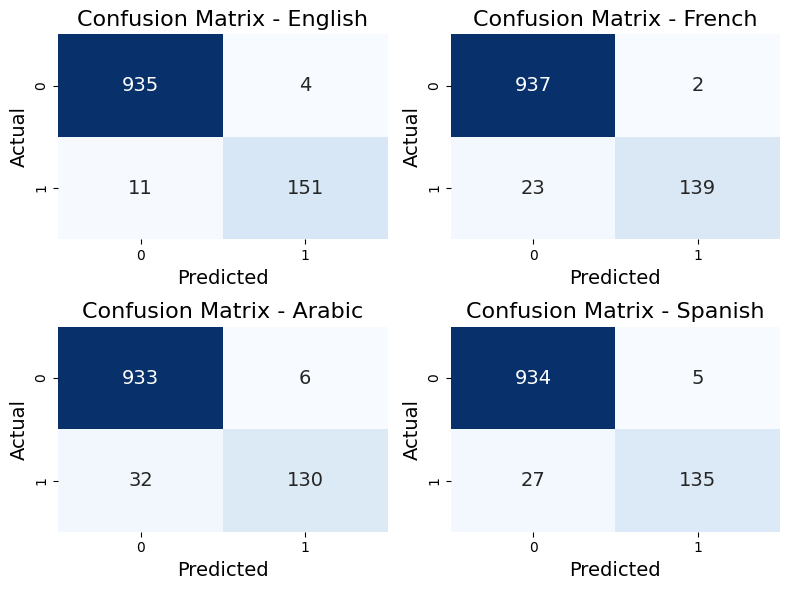 Confusion Matrix - English
Actual
0
935
4
1
11
151
0
1
Predicted
Confusion Matrix - French
Actual
0
937
2
1
23
139
0
1
Predicted
Confusion Matrix - Arabic
Actual
0
933
6
1
32
130
0
1
Predicted
Confusion Matrix - Spanish
Actual
0
934
5
1
27
135
0
1
Predicted